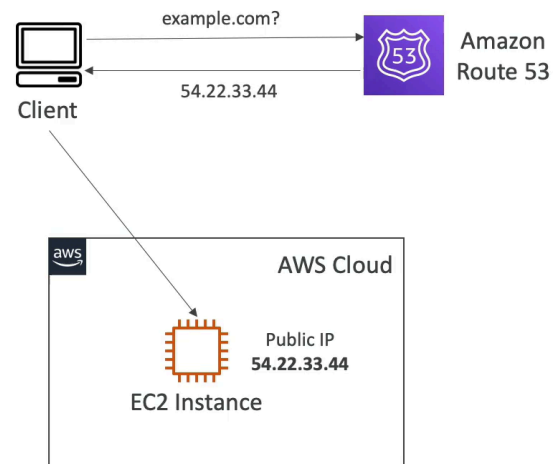 example.com?
53
Amazon
Route 53
54.22.33.44
Client
aws
AWS Cloud
Public IP
54.22.33.44
EC2 Instance